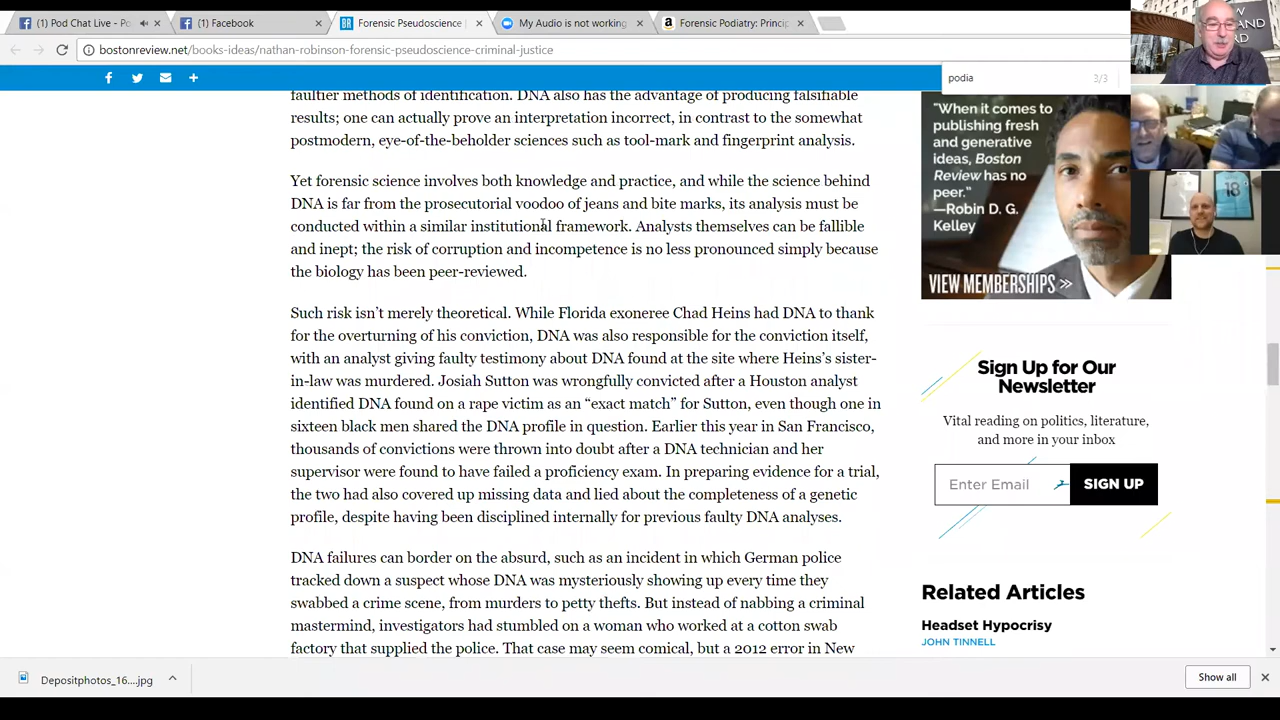 (1) Pod Chat Live - Po
(1) Facebook
BR
Forensic Pseudoscience |
My Audio is not working
a
Forensic Podiatry: Princip
bostonreview.net/books-ideas/nathan-robinson-forensic-pseudoscience-criminal-justice
podia
3/3
faultier methods of identification. DNA also has the advantage of producing falsifiable
results; one can actually prove an interpretation incorrect, in contrast to the somewhat
postmodern, eye-of-the-beholder sciences such as tool-mark and fingerprint analysis.
Yet forensic science involves both knowledge and practice, and while the science behind
DNA is far from the prosecutorial voodoo of jeans and bite marks, its analysis must be
conducted within a similar institutional framework. Analysts themselves can be fallible
and inept; the risk of corruption and incompetence is no less pronounced simply because
the biology has been peer-reviewed.
Such risk isn’t merely theoretical. While Florida exoneree Chad Heins had DNA to thank
for the overturning of his conviction, DNA was also responsible for the conviction itself,
with an analyst giving faulty testimony about DNA found at the site where Heins’s sister-
in-law was murdered. Josiah Sutton was wrongfully convicted after a Houston analyst
identified DNA found on a rape victim as an “exact match” for Sutton, even though one in
sixteen black men shared the DNA profile in question. Earlier this year in San Francisco,
thousands of convictions were thrown into doubt after a DNA technician and her
supervisor were found to have failed a proficiency exam. In preparing evidence for a trial,
the two had also covered up missing data and lied about the completeness of a genetic
profile, despite having been disciplined internally for previous faulty DNA analyses.
DNA failures can border on the absurd, such as an incident in which German police
tracked down a suspect whose DNA was mysteriously showing up every time they
swabbed a crime scene, from murders to petty thefts. But instead of nabbing a criminal
mastermind, investigators had stumbled on a woman who worked at a cotton swab
factory that supplied the police. That case may seem comical, but a 2012 error in New
"When it comes to
publishing fresh
and generative
ideas, Boston
Review has no
peer."
—Robin D. G.
Kelley
VIEW MEMBERSHIPS >>
18
Sign Up for Our
Newsletter
Vital reading on politics, literature,
and more in your inbox
Enter Email
SIGN UP
Related Articles
Headset Hypocrisy
JOHN TINNELL
Depositphotos_16....jpg
Show all